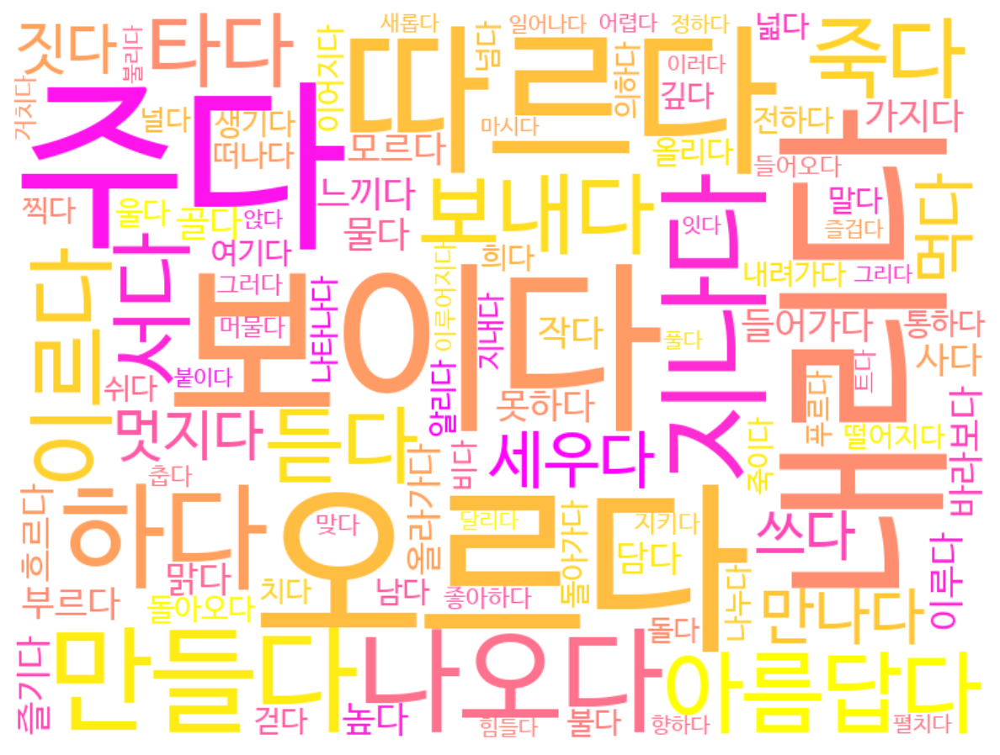 짓다
불리다
타다
이어지다
새롭다
따르다
넘다
일어나다
어렵다
정하다
넓다
죽다
거치다
주다
널다
생기다
떠나다
모르다
마시다
의하다
이러다
깊다
올리다
전하다
가지다
들어오다
찍다
울다
골다
앉다
느끼다
물다
보내다
지나다
잇다
말다
즐겁다
먹다
여기다
서다
이르다
그러다
머물다
보이다
나타나다
이루어지다
희다
지내다
작다
풀다
내려가다
그리다
내리다
들어가다
통하다
사다
트다
푸르다
떨어지다
바라보다
쉬다
붙이다
멋지다
듣다
알리다
못하다
세우다
비다
죽이다
춥다
흐르다
하다
오르다
맞다
올라가다
달리다
돌아가다
지키다
담다
쓰다
이루다
맑다
부르다
돌아오다
치다
남다
좋아하다
나누다
만나다
돌다
즐기다
만들다
나오다
아름답다
걷다
높다
힘들다
불다
향하다
펼치다